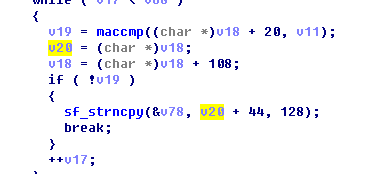 while ( v17 < v80 )
{
v19 = maccmp((char *)v18 + 20, v11);
v20 = (char *)v18;
v18 = (char *)v18 + 108;
if ( !v19 )
{
sf_strncpy(&v78, v20 + 44, 128);
break;
}
++v17;
}